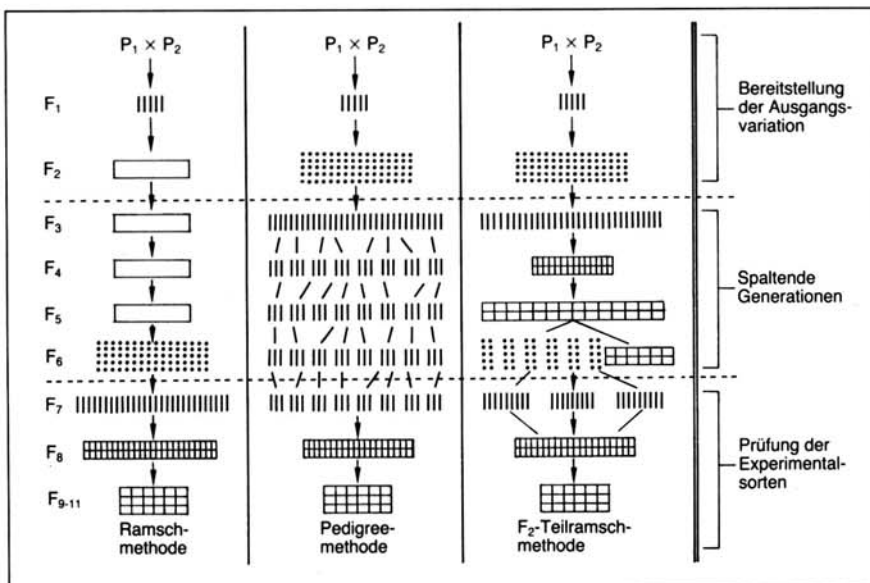 P₁ × P₂
P₁ × P₂
P₁ × P₂
F₁
F₂
F₃
F₄
F₅
F₆
F₇
F₈
F₉₋₁₁
Ramsch-
methode
Pedigree-
methode
F₂-Teilramsch-
methode
Bereitstellung
der Ausgangs-
variation
Spaltende
Generationen
Prüfung der
Experimental-
sorten